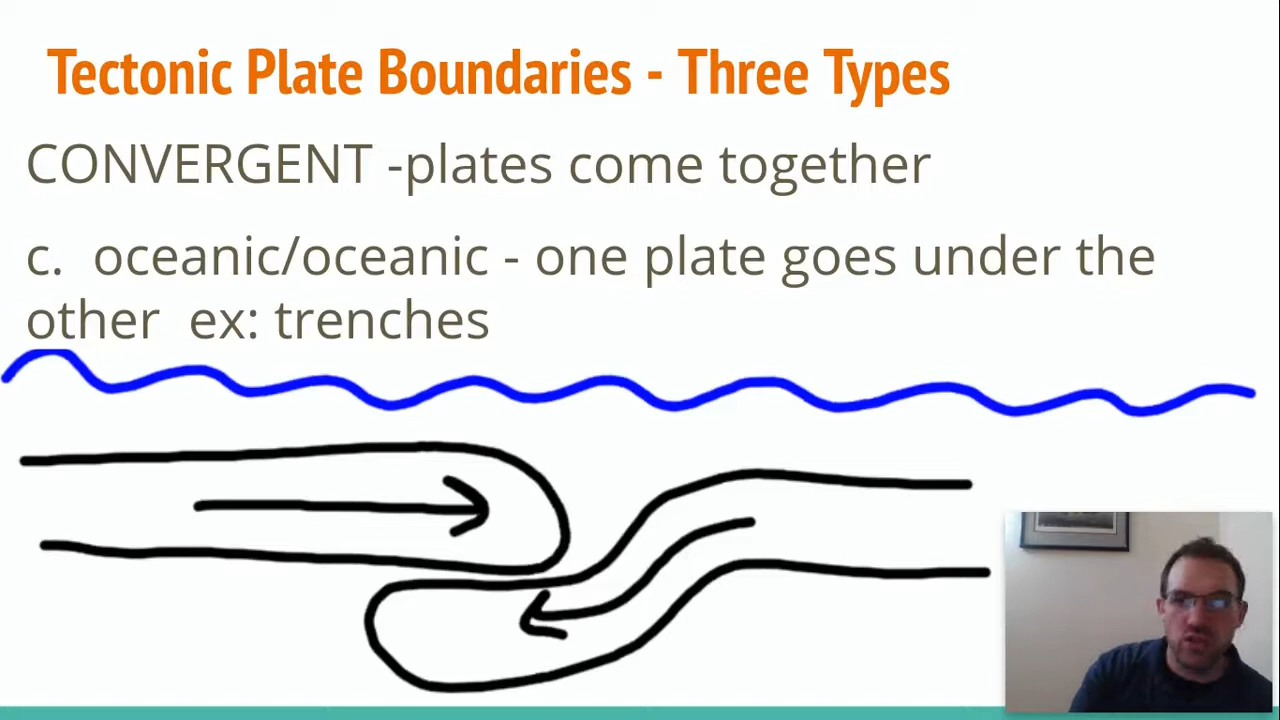 Tectonic Plate Boundaries - Three Types
CONVERGENT -plates come together
c. oceanic/oceanic - one plate goes under the
other ex: trenches